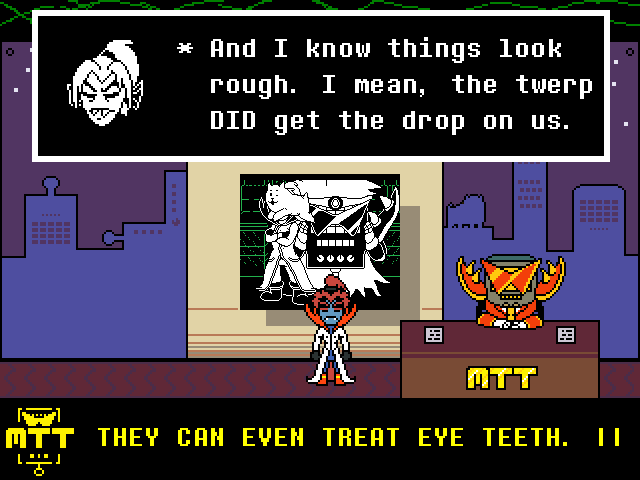 * And I know things look
rough. I mean, the twerp
DID get the drop on us.
MTT
MTT THEY CAN EVEN TREAT EYE TEETH. ||